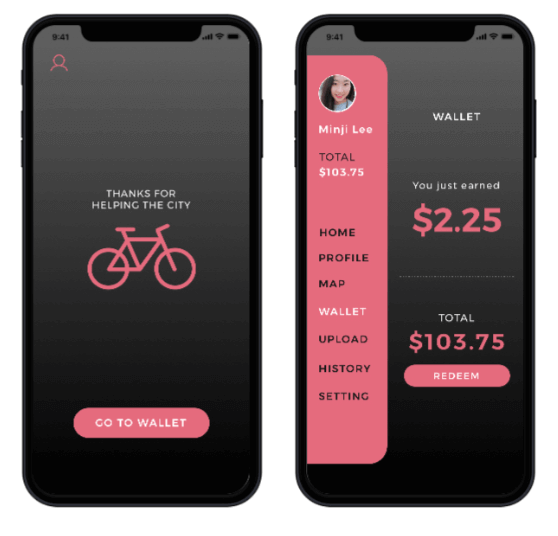 9:41
THANKS FOR
HELPING THE CITY
GO TO WALLET
9:41
Minji Lee
TOTAL
$103.75
HOME
PROFILE
MAP
WALLET
UPLOAD
HISTORY
SETTING
WALLET
You just earned
$2.25
TOTAL
$103.75
REDEEM